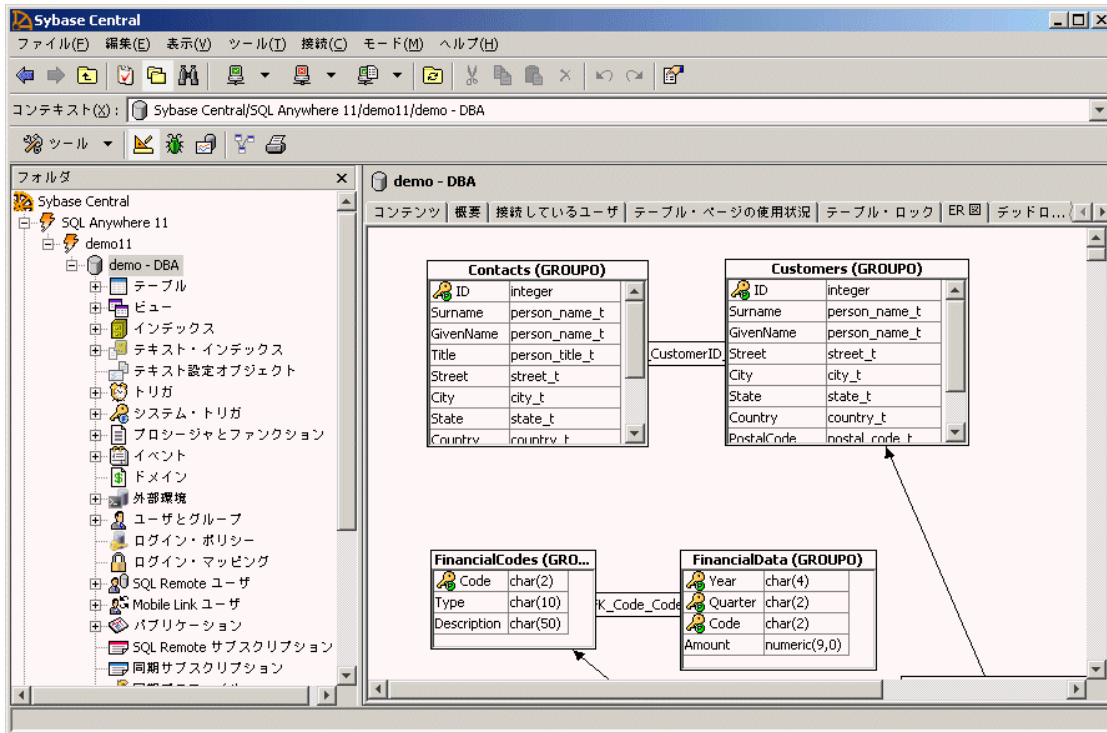 Sybase Central
ファイル(F) 編集(E) 表示(V) ツール(T) 接続(C) モード(M) ヘルプ(H)
コンテキスト(X): Sybase Central/SQL Anywhere 11/demo11/demo - DBA
ツール
フォルダ
Sybase Central
SQL Anywhere 11
demo11
demo - DBA
テーブル
ビュー
インデックス
テキスト・インデックス
テキスト設定オブジェクト
トリガ
システム・トリガ
プロシージャとファンクション
イベント
ドメイン
外部環境
ユーザとグループ
ログイン・ポリシー
ログイン・マッピング
SQL Remote ユーザ
Mobile Link ユーザ
パブリケーション
SQL Remote サブスクリプション
同期サブスクリプション
demo - DBA
コンテンツ 概要 接続しているユーザ テーブル・ページの使用状況 テーブル・ロック ER 図 デッドロ...
Contacts (GROUPO)
ID integer
Surname person_name_t
GivenName person_name_t
Title person_title_t
Street street_t
City city_t
State state_t
Country country_t
_CustomerID_
Customers (GROUPO)
ID integer
Surname person_name_t
GivenName person_name_t
Street street_t
City city_t
State state_t
Country country_t
PostalCode postal_code_t
FinancialCodes (GRO...
Code char(2)
Type char(10)
Description char(50)
FK_Code_Code
FinancialData (GROUPO)
Year char(4)
Quarter char(2)
Code char(2)
Amount numeric(9,0)